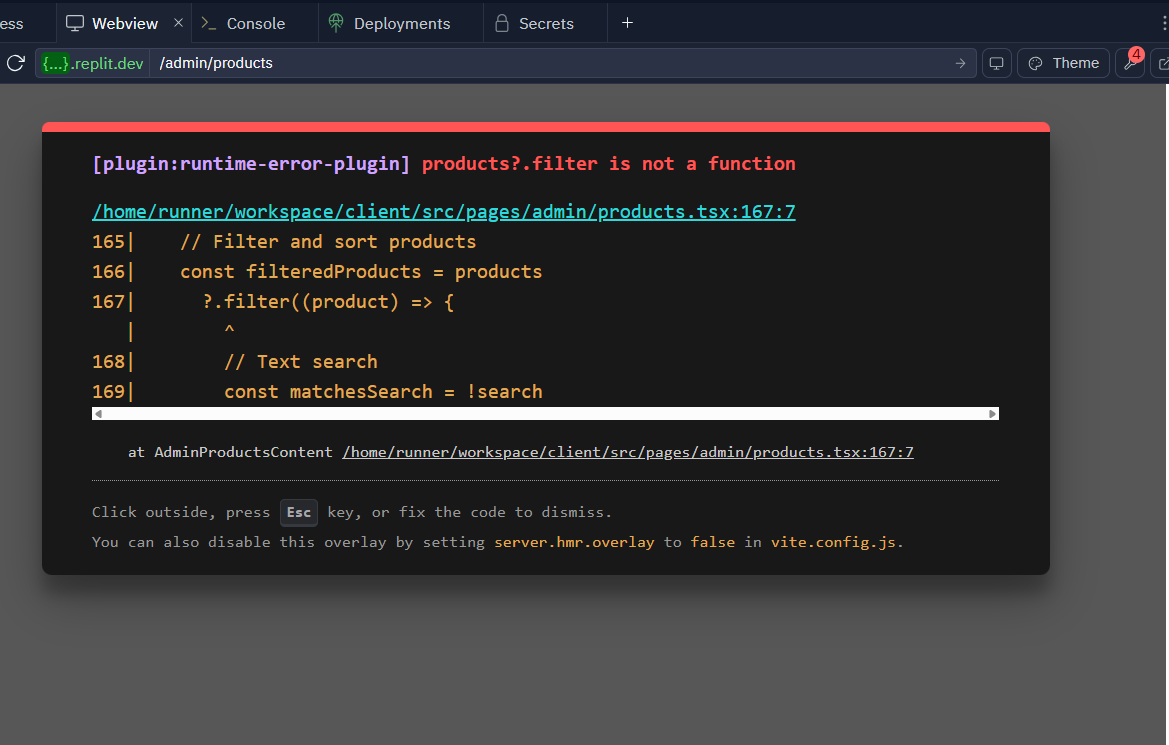 ess Webview × >_ Console Deployments Secrets +
{...}.replit.dev /admin/products → Theme 4
[plugin:runtime-error-plugin] products?.filter is not a function
/home/runner/workspace/client/src/pages/admin/products.tsx:167:7
165|    // Filter and sort products
166|    const filteredProducts = products
167|      ?.filter((product) => {
   |        ^
168|        // Text search
169|        const matchesSearch = !search
at AdminProductsContent /home/runner/workspace/client/src/pages/admin/products.tsx:167:7
Click outside, press Esc key, or fix the code to dismiss.
You can also disable this overlay by setting server.hmr.overlay to false in vite.config.js.